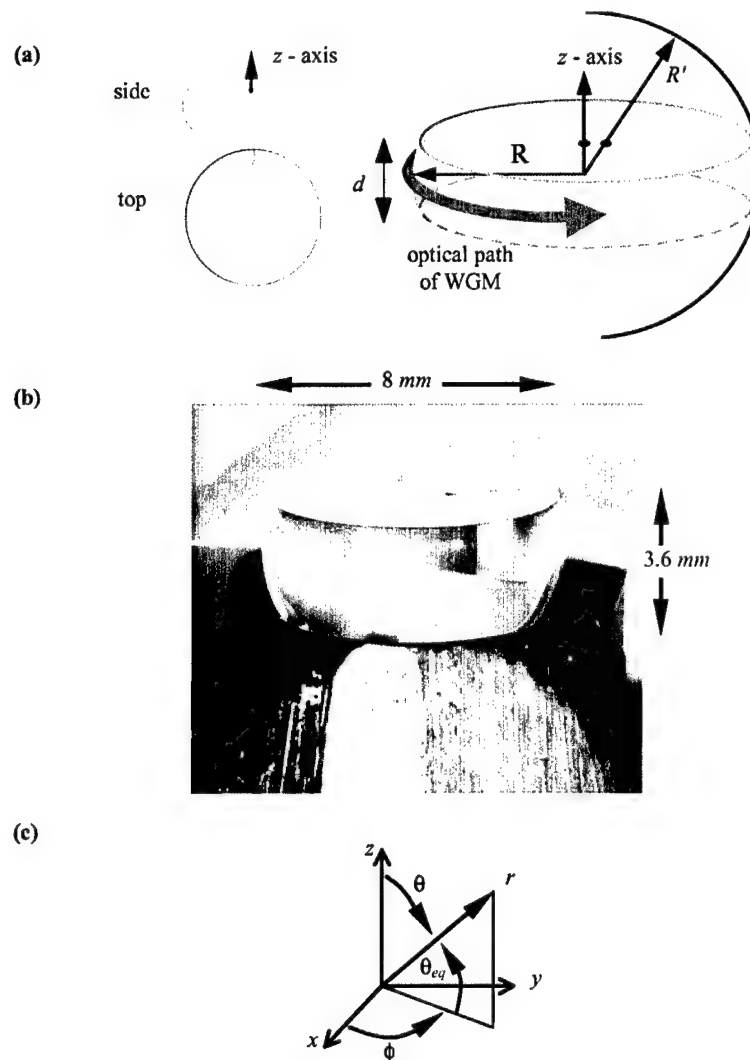 (a)
z - axis
side
top
z - axis
R'
R
d
optical path
of WGM
8 mm
(b)
3.6 mm
(c)
z
θ
r
θeq
y
x
ϕ